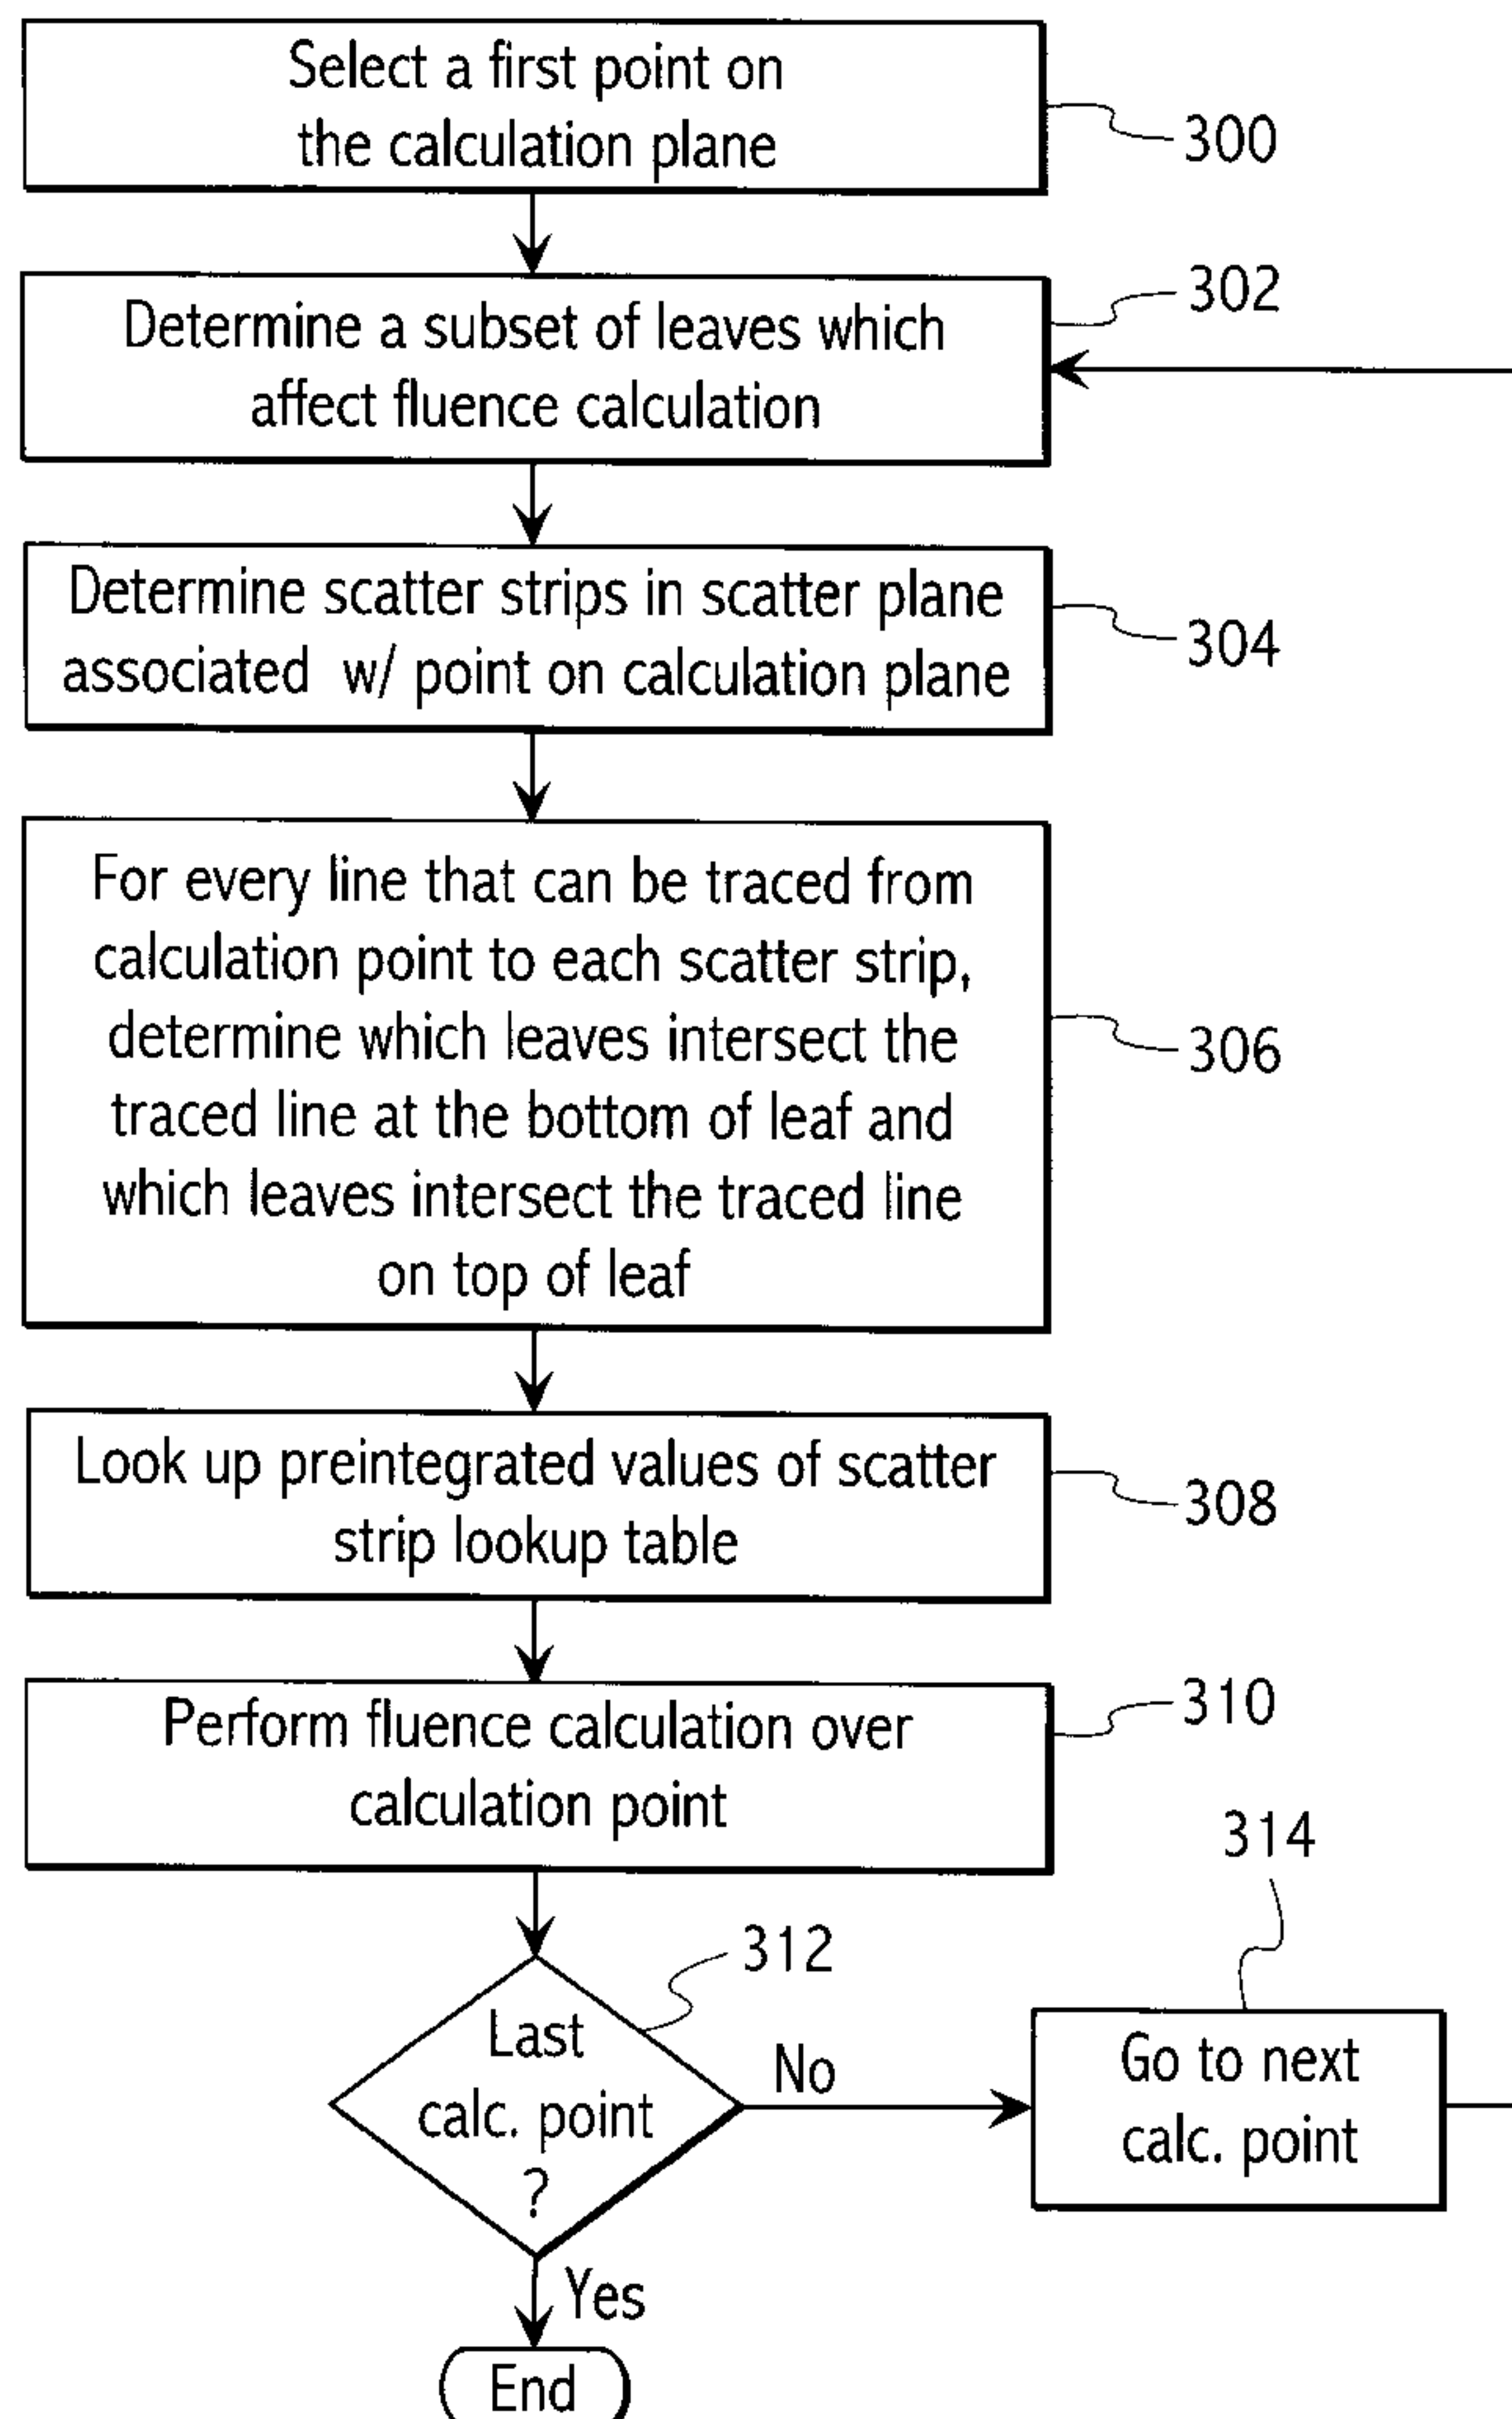 Select a first point on
the calculation plane
300
302
Determine a subset of leaves which
affect fluence calculation
Determine scatter strips in scatter plane
associated w/ point on calculation plane
304
For every line that can be traced from
calculation point to each scatter strip,
determine which leaves intersect the
traced line at the bottom of leaf and
which leaves intersect the traced line
on top of leaf
306
Look up preintegrated values of scatter
strip lookup table
308
310
Perform fluence calculation over
calculation point
314
312
Last
calc. point
?
No
Go to next
calc. point
Yes
End